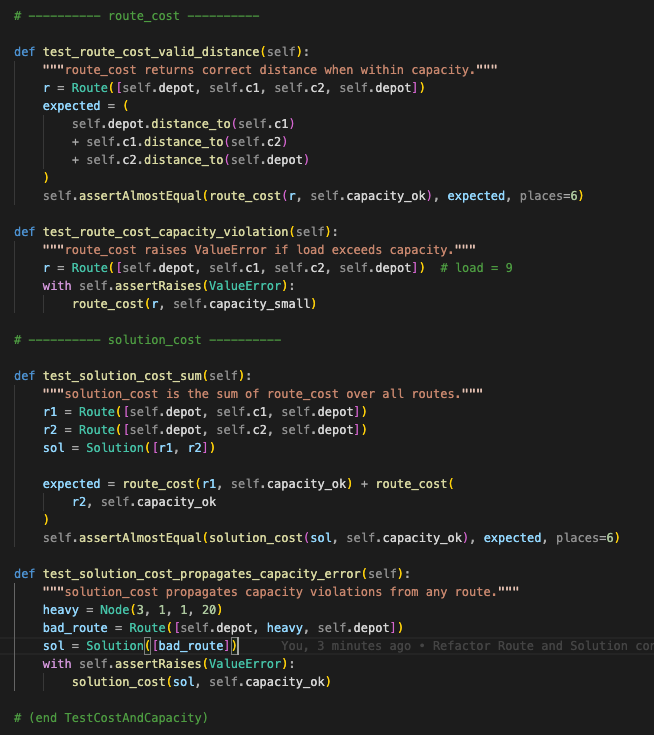 # ---------- route_cost ----------
def test_route_cost_valid_distance(self):
"""route_cost returns correct distance when within capacity."""
r = Route([self.depot, self.c1, self.c2, self.depot])
expected = (
self.depot.distance_to(self.c1)
+ self.c1.distance_to(self.c2)
+ self.c2.distance_to(self.depot)
)
self.assertAlmostEqual(route_cost(r, self.capacity_ok), expected, places=6)
def test_route_cost_capacity_violation(self):
"""route_cost raises ValueError if load exceeds capacity."""
r = Route([self.depot, self.c1, self.c2, self.depot])  # load = 9
with self.assertRaises(ValueError):
route_cost(r, self.capacity_small)
# ---------- solution_cost ----------
def test_solution_cost_sum(self):
"""solution_cost is the sum of route_cost over all routes."""
r1 = Route([self.depot, self.c1, self.depot])
r2 = Route([self.depot, self.c2, self.depot])
sol = Solution([r1, r2])
expected = route_cost(r1, self.capacity_ok) + route_cost(
r2, self.capacity_ok
)
self.assertAlmostEqual(solution_cost(sol, self.capacity_ok), expected, places=6)
def test_solution_cost_propagates_capacity_error(self):
"""solution_cost propagates capacity violations from any route."""
heavy = Node(3, 1, 1, 20)
bad_route = Route([self.depot, heavy, self.depot])
sol = Solution([bad_route]) You, 3 minutes ago • Refactor Route and Solution con
with self.assertRaises(ValueError):
solution_cost(sol, self.capacity_ok)
# (end TestCostAndCapacity)